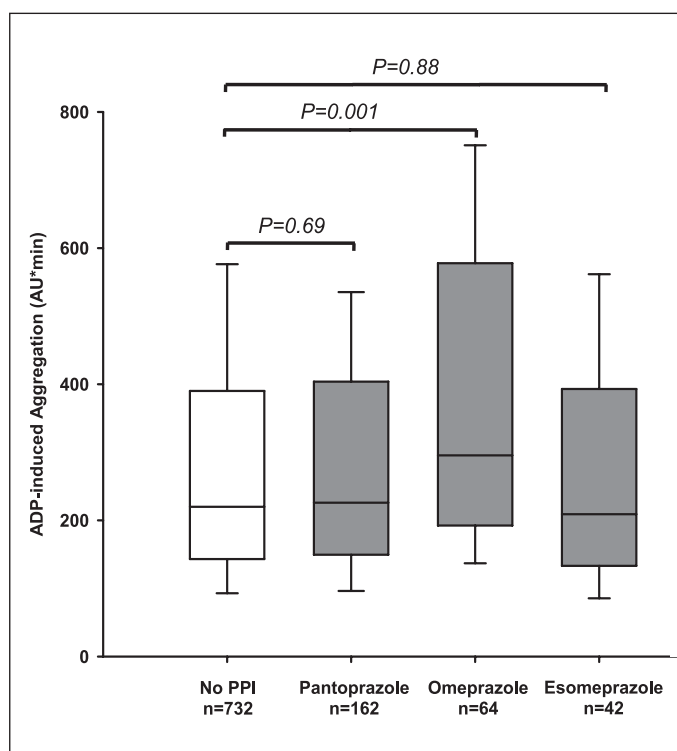 P=0.88
800
P=0.001
600
P=0.69
400
200
0
ADP-induced Aggregation (AU*min)
No PPI
n=732
Pantoprazole
n=162
Omeprazole
n=64
Esomeprazole
n=42